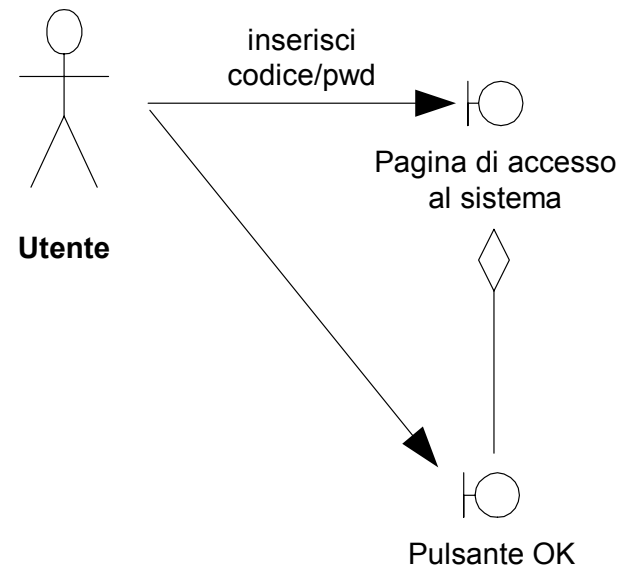 inserisci
codice/pwd
Pagina di accesso
al sistema
Utente
Pulsante OK